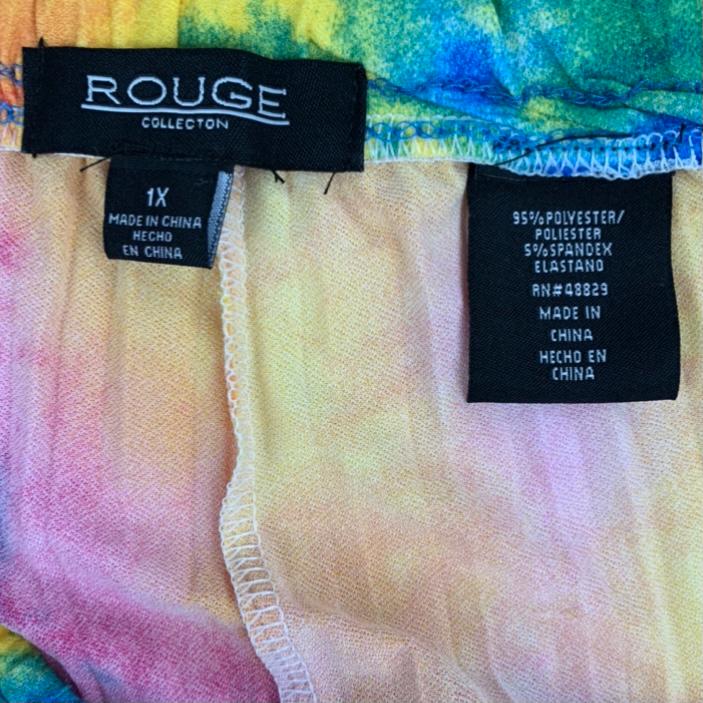 ROUGE
COLLECTON
1X
MADE IN CHINA
HECHO
EN CHINA
95%POLYESTER/
POLIESTER
5%SPANDEX
ELASTANO
RN#48829
MADE IN
CHINA
HECHO EN
CHINA